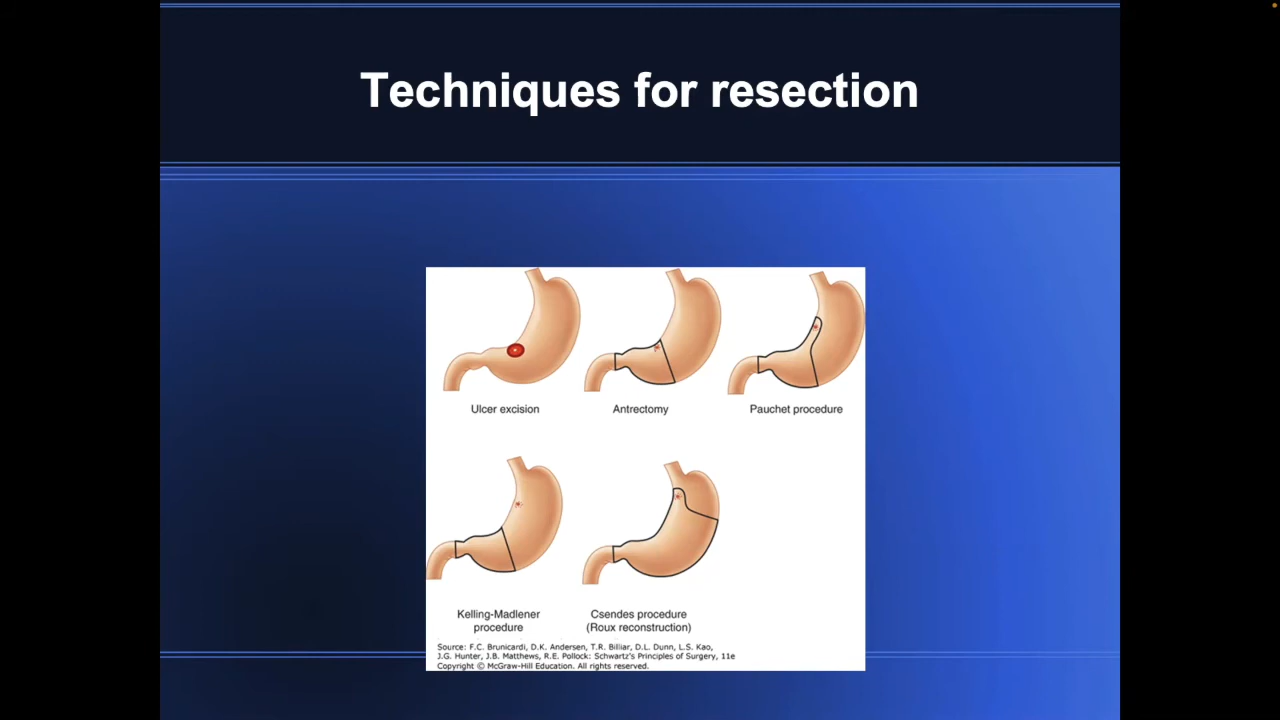 Techniques for resection
Ulcer excision
Antrectomy
Pauchet procedure
Kelling-Madlener
procedure
Csendes procedure
(Roux reconstruction)
Source: F.C. Brunicardi, D.K. Andersen, T.R. Billiar, D.L. Dunn, L.S. Kao,
J.G. Hunter, J.B. Matthews, R.E. Pollock: Schwartz's Principles of Surgery, 11e
Copyright © McGraw-Hill Education. All rights reserved.